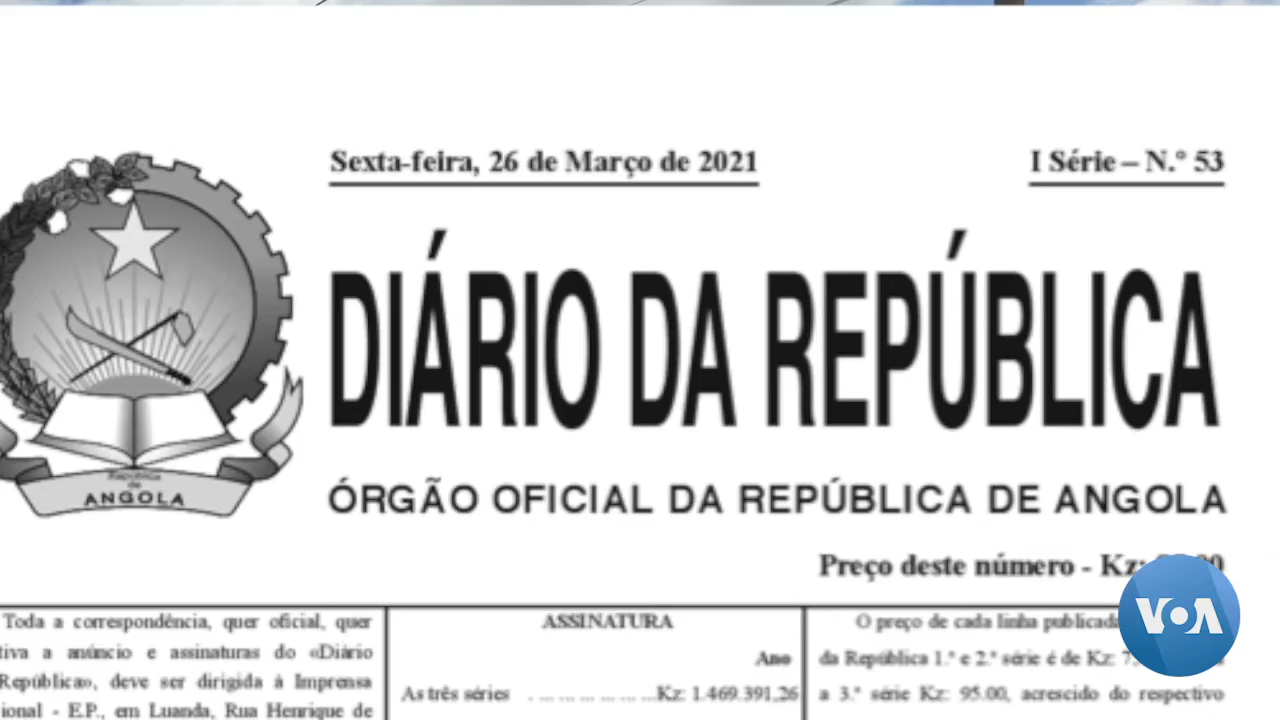 Sexta-feira, 26 de Março de 2021
I Série – N.º 53
DIÁRIO DA REPÚBLICA
ÓRGÃO OFICIAL DA REPÚBLICA DE ANGOLA
República
de
ANGOLA
Preço deste número - Kz:
Toda a correspondência, quer oficial, quer
a anúncio e assinaturas do «Diário
República», deve ser dirigida à Imprensa
- E.P., em Luanda, Rua Henrique de
ASSINATURA
Ano
As três séries . ... ... ... ... ... ...Kz: 1.469.391,26
O preço de cada linha
da República 1.ª e 2.ª série é de Kz:
a 3.ª série Kz: 95.00, acrescido do respectivo
VOA